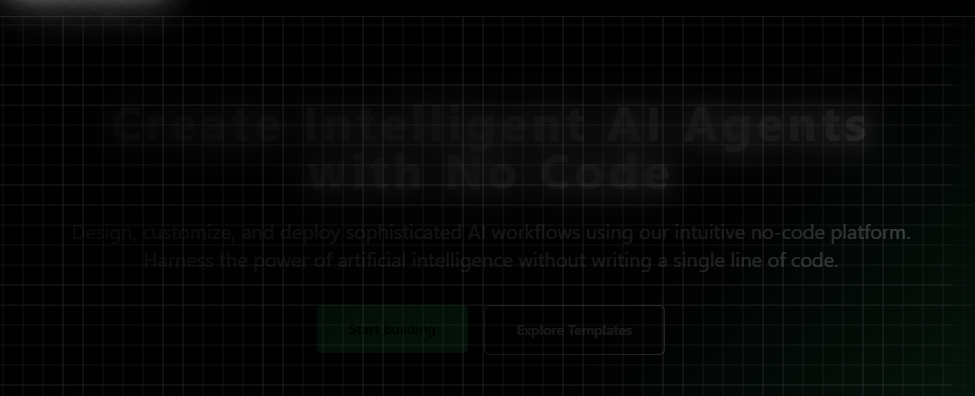 Create Intelligent AI Agents
with No Code
Design, customize, and deploy sophisticated AI workflows using our intuitive no-code platform.
Harness the power of artificial intelligence without writing a single line of code.
Start Building
Explore Templates